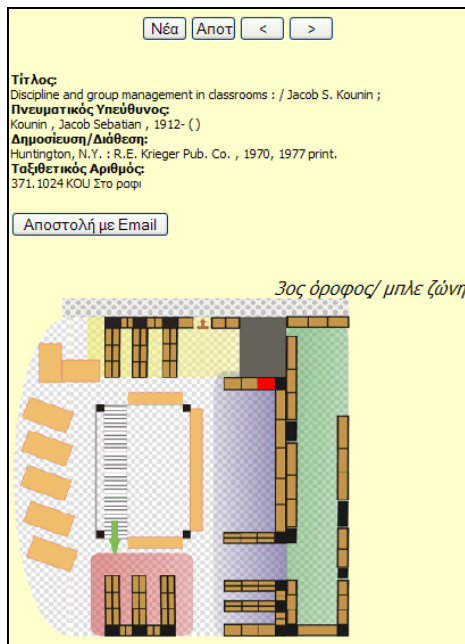 Νέα Αποτ < >
Τίτλος:
Discipline and group management in classrooms : / Jacob S. Kounin ;
Πνευματικός Υπεύθυνος:
Kounin , Jacob Sebatian , 1912- ( )
Δημοσίευση/Διάθεση:
Huntington, N.Y. : R.E. Krieger Pub. Co. , 1970, 1977 print.
Ταξιθετικός Αριθμός:
371.1024 KOU Στο ραφι
Αποστολή με Email
3ος όροφος/ μπλε ζώνη